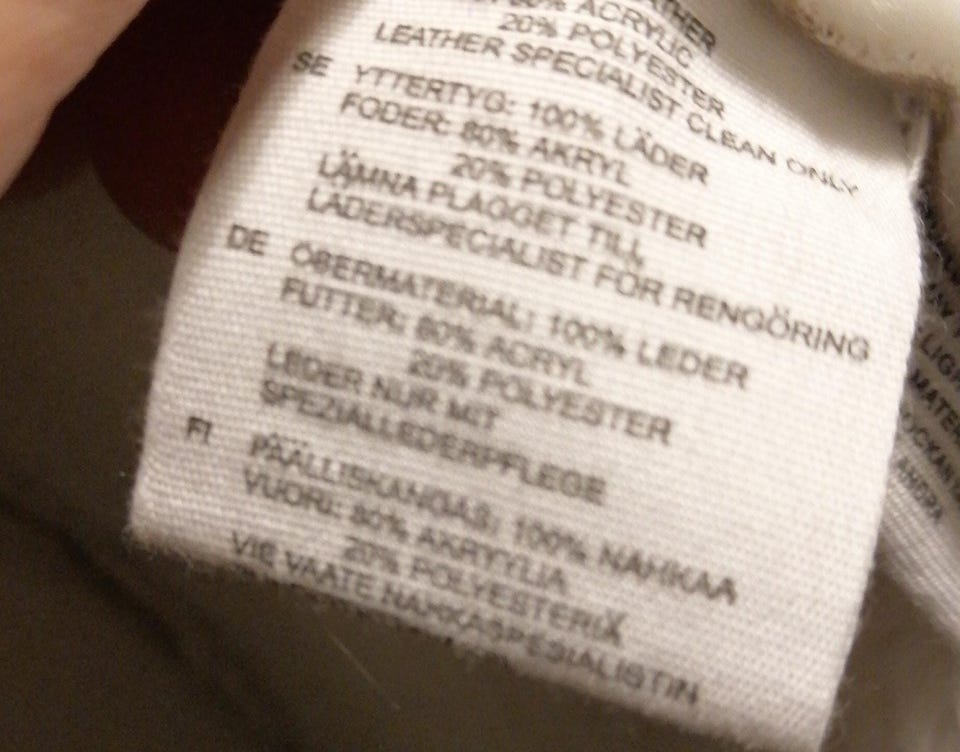 80% ACRYLIC
20% POLYESTER
LEATHER SPECIALIST CLEAN ONLY
SE YTTERTYG: 100% LÄDER
FODER: 80% AKRYL
20% POLYESTER
LÄMNA PLAGGET TILL
LÄDERSPECIALIST FÖR RENGÖRING
DE OBERMATERIAL: 100% LEDER
FUTTER: 80% ACRYL
20% POLYESTER
LEDER NUR MIT
SPEZIALLEDERPFLEGE
FI PÄÄLLISKANGAS: 100% NAHKAA
VUORI: 80% AKRYYLIA
20% POLYESTERIÄ
VIE VAATE NAHKASPESIALISTIN